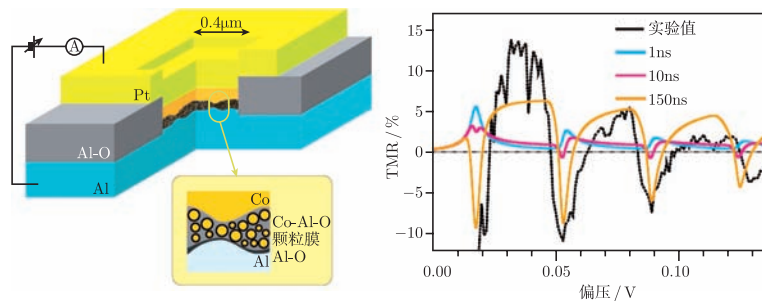 0.4μm
A
Pt
Al-O
Al
Co
Co-Al-O
颗粒膜
Al-O
Al
TMR / %
15
10
5
0
−5
−10
实验值
1ns
10ns
150ns
0.00
0.05
0.10
偏压 / V